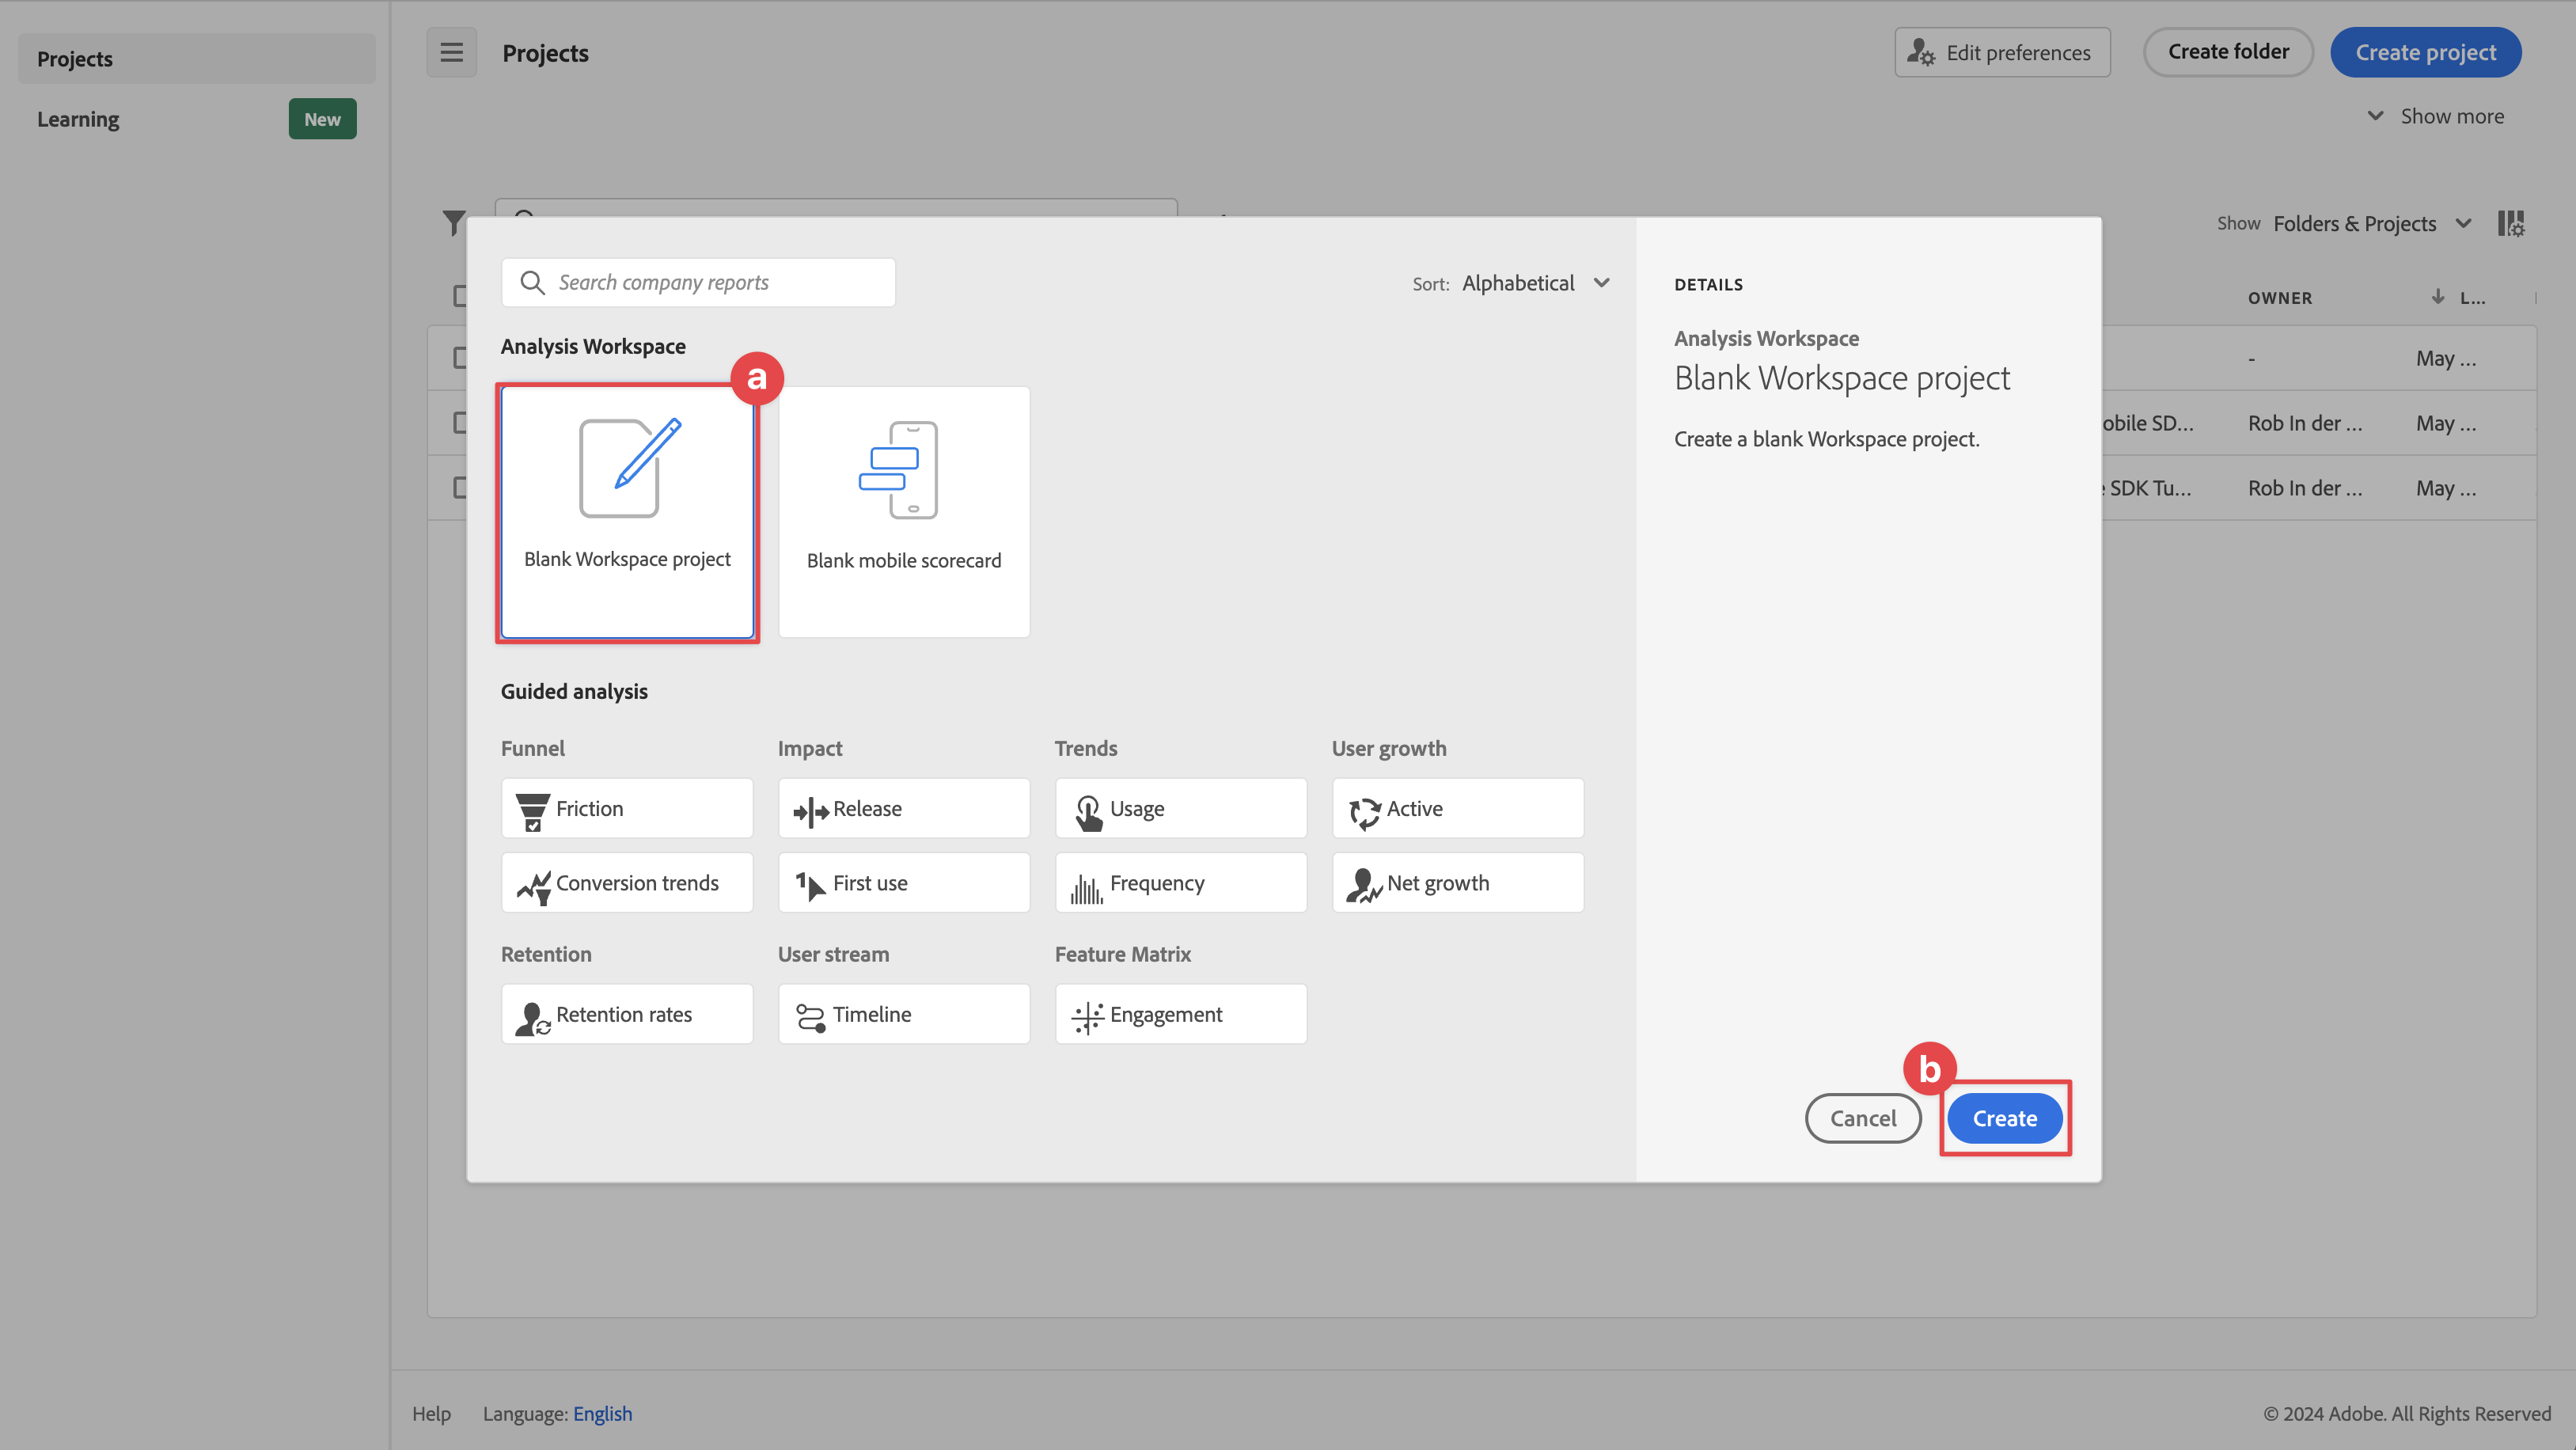 Projects
Learning
New
Projects
Edit preferences
Create folder
Create project
Show more
Show Folders & Projects
OWNER
L...
- May ...
obile SD... Rob In der ... May ...
SDK Tu... Rob In der ... May ...
Search company reports
Sort: Alphabetical
Analysis Workspace
a
Blank Workspace project
Blank mobile scorecard
Guided analysis
Funnel
Impact
Trends
User growth
Friction
Release
Usage
Active
Conversion trends
1
First use
Frequency
Net growth
Retention
User stream
Feature Matrix
Retention rates
Timeline
Engagement
DETAILS
Analysis Workspace
Blank Workspace project
Create a blank Workspace project.
b
Cancel
Create
Help
Language: English
© 2024 Adobe. All Rights Reserved